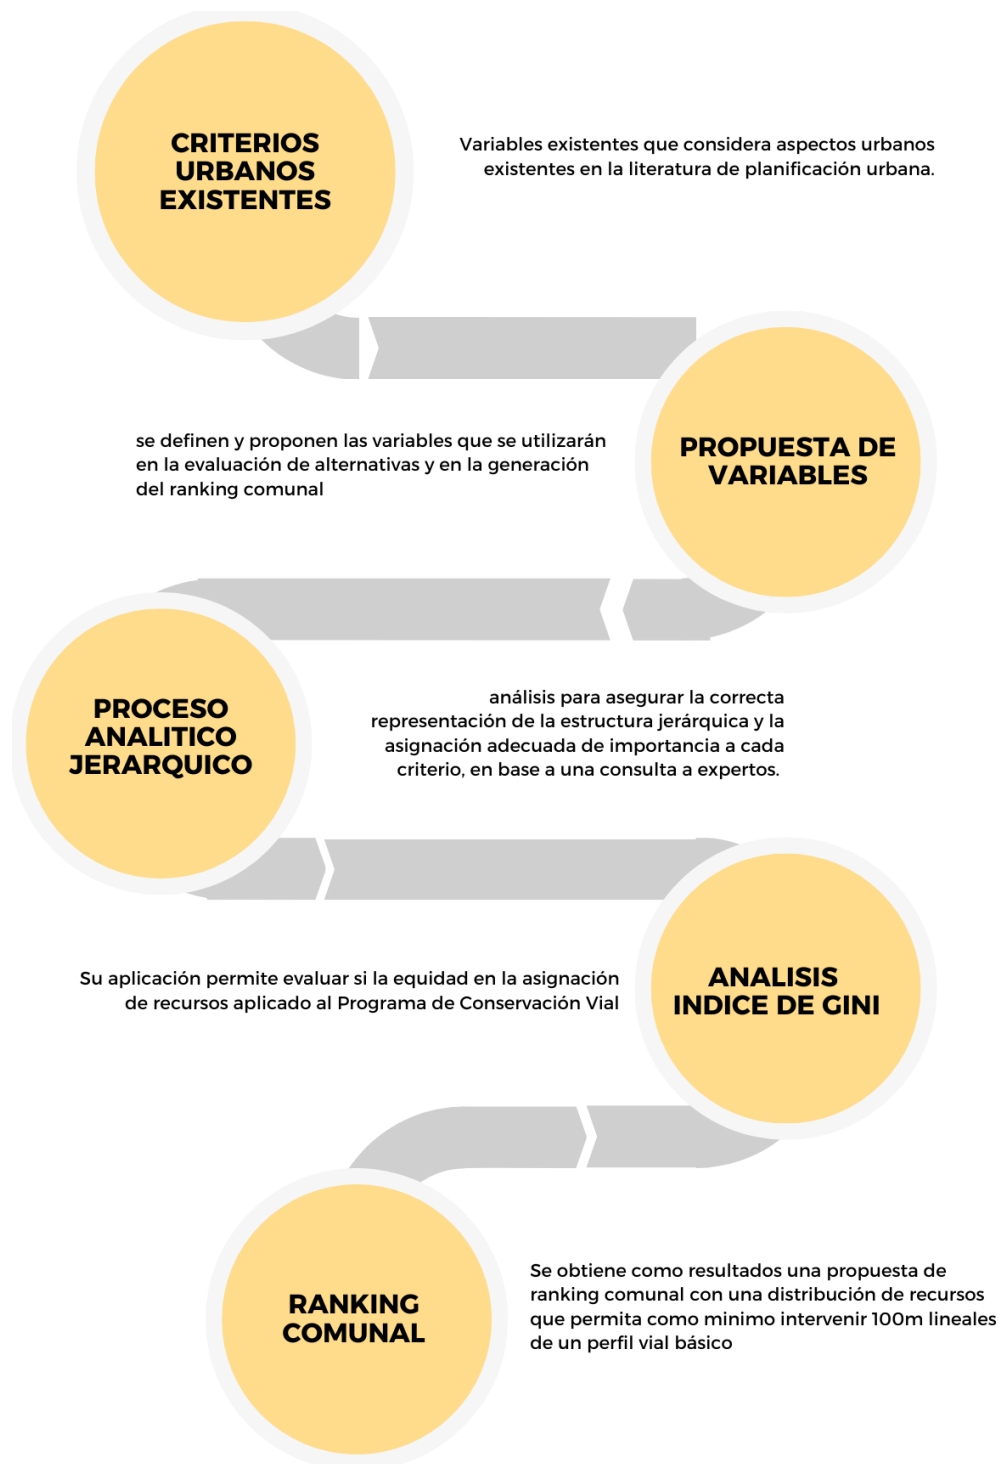 CRITERIOS
URBANOS
EXISTENTES
Variables existentes que considera aspectos urbanos
existentes en la literatura de planificación urbana.
se definen y proponen las variables que se utilizarán
en la evaluación de alternativas y en la generación
del ranking comunal
PROPUESTA DE
VARIABLES
PROCESO
ANALITICO
JERARQUICO
análisis para asegurar la correcta
representación de la estructura jerárquica y la
asignación adecuada de importancia a cada
criterio, en base a una consulta a expertos.
Su aplicación permite evaluar si la equidad en la asignación
de recursos aplicado al Programa de Conservación Vial
ANALISIS
INDICE DE GINI
RANKING
COMUNAL
Se obtiene como resultados una propuesta de
ranking comunal con una distribución de recursos
que permita como minimo intervenir 100m lineales
de un perfil vial básico